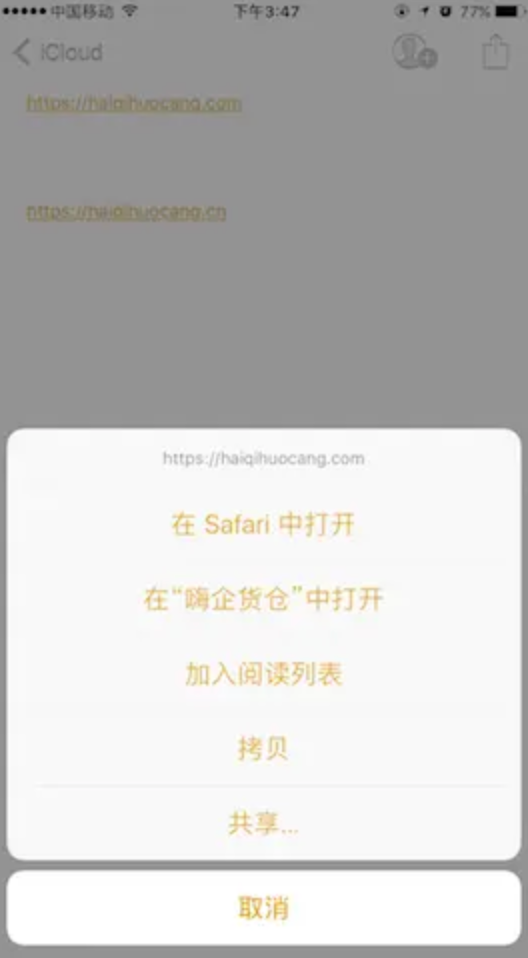 中国移动 下午3:47 77%
iCloud
https://haiqihuocang.com
https://haiqihuocang.cn
https://haiqihuocang.com
在 Safari 中打开
在“嗨企货仓”中打开
加入阅读列表
拷贝
共享...
取消